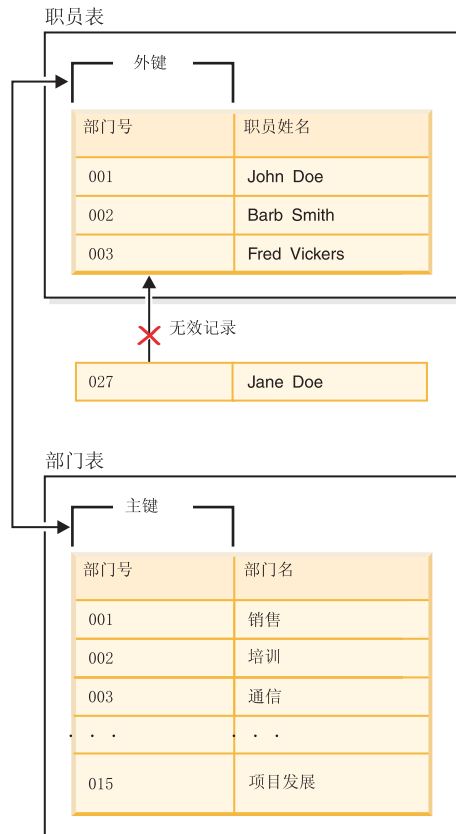 职员表
外键
部门号 职员姓名
001 John Doe
002 Barb Smith
003 Fred Vickers
无效记录
027 Jane Doe
部门表
主键
部门号 部门名
001 销售
002 培训
003 通信
. . . . . .
015 项目发展